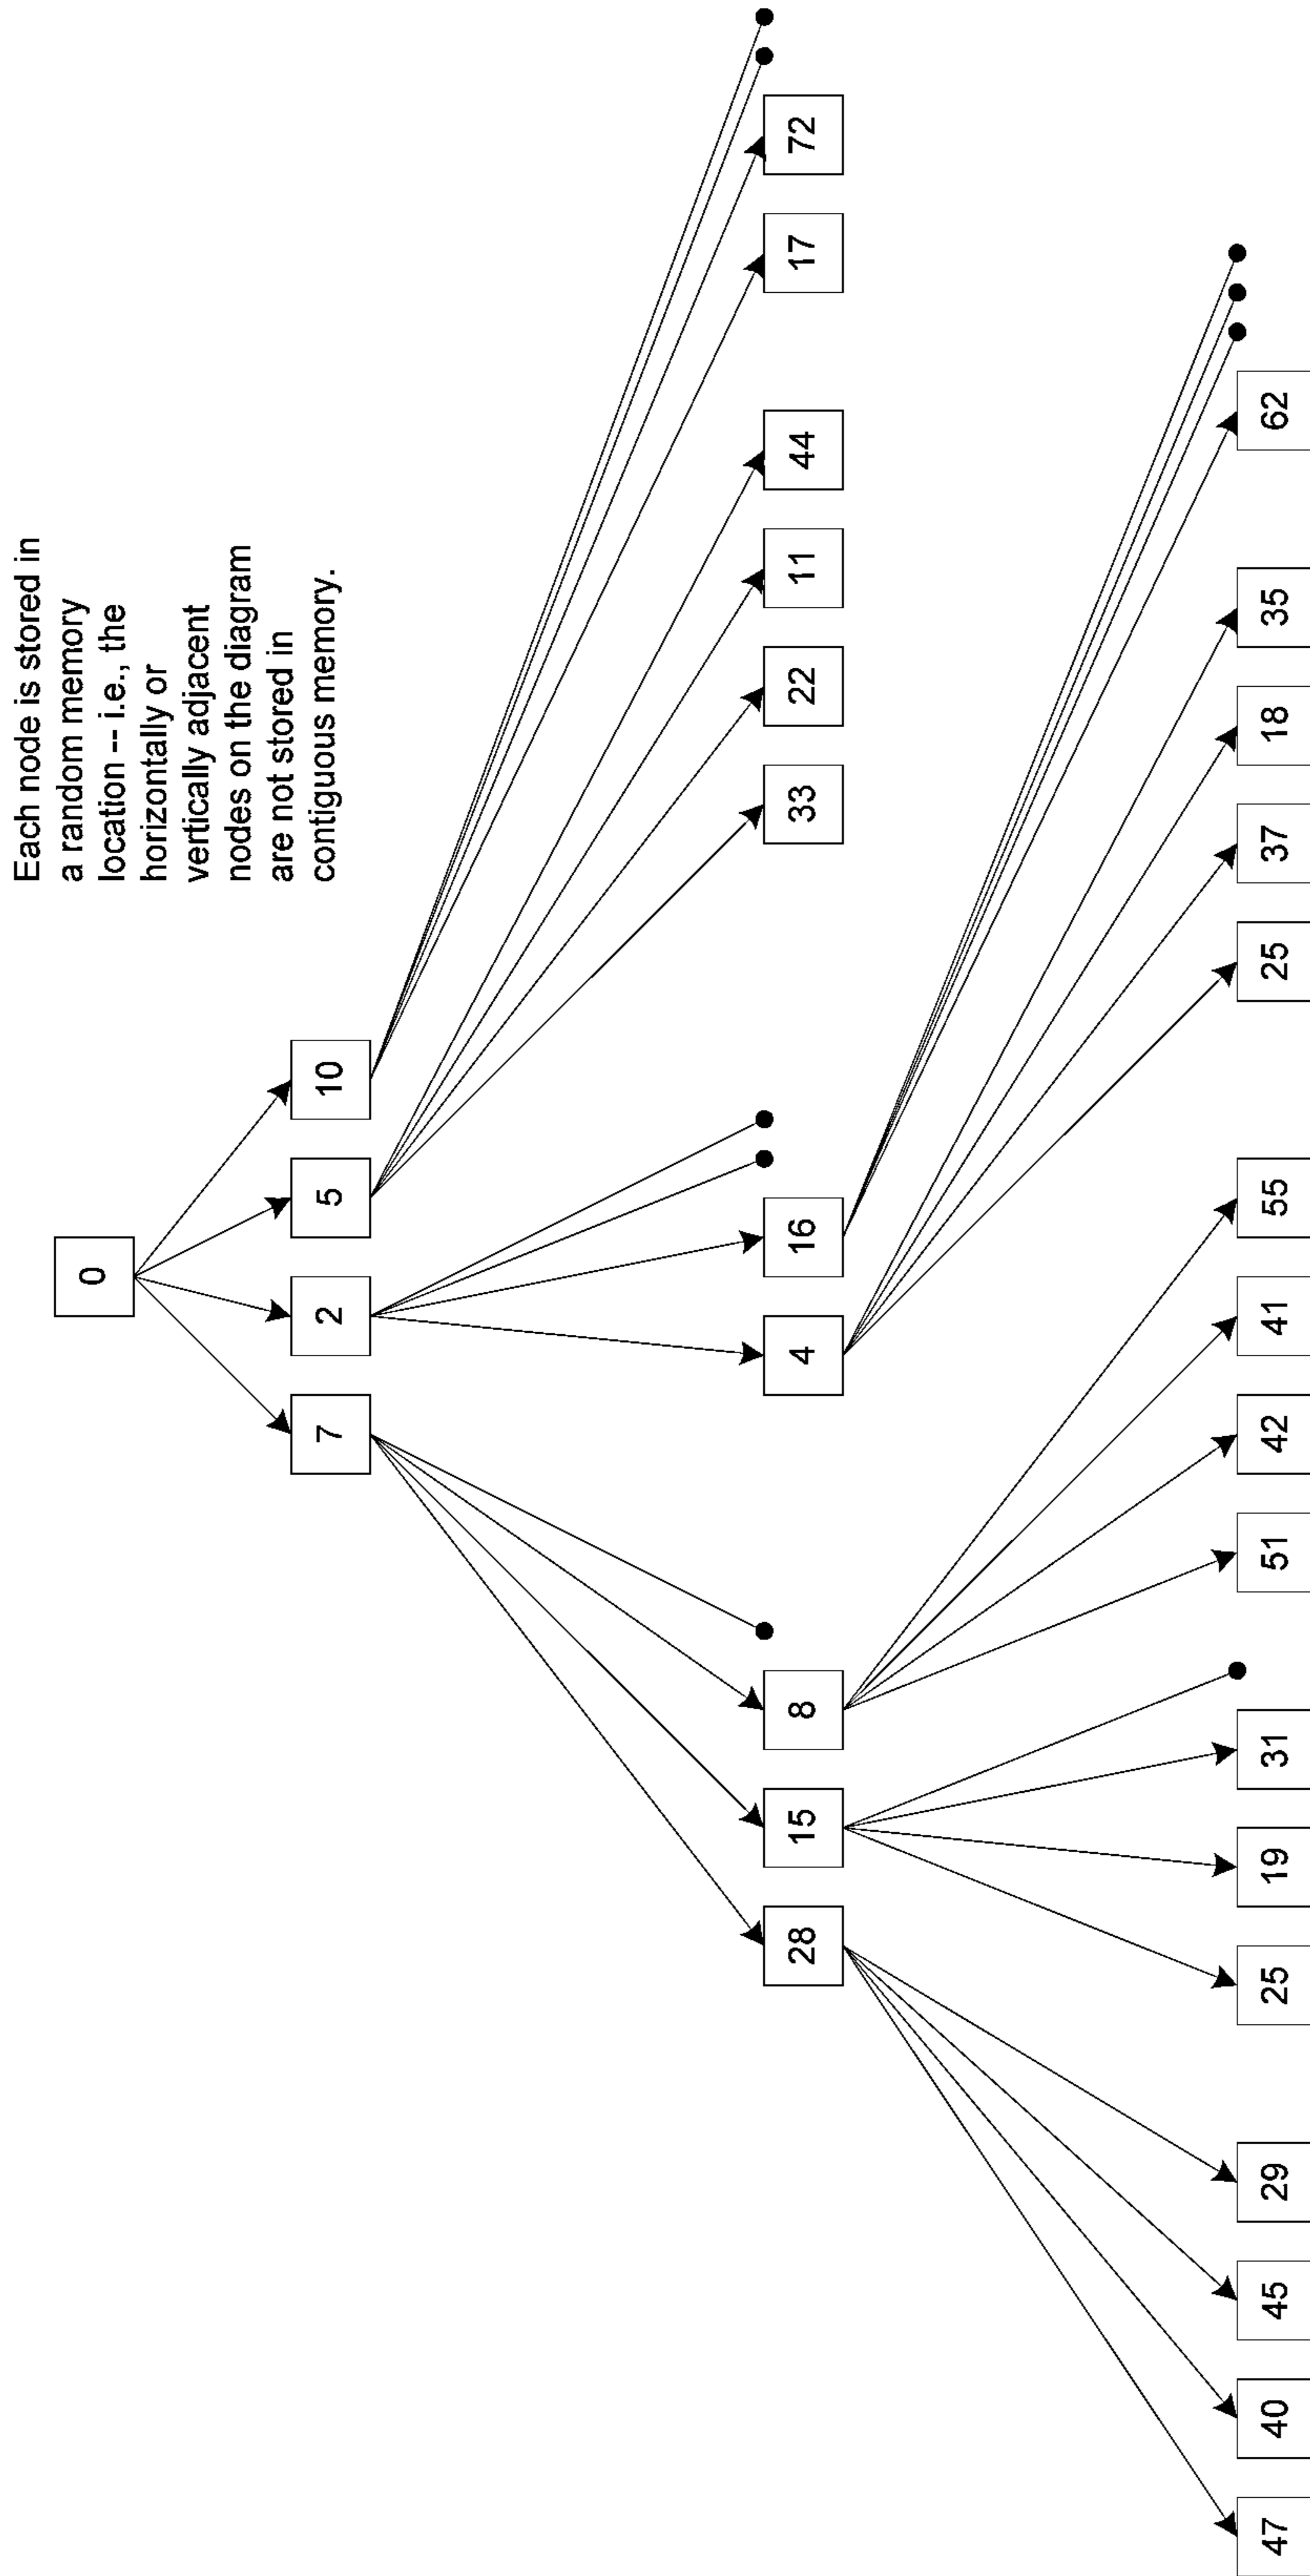 Each node is stored in
a random memory
location -- i.e., the
horizontally or
vertically adjacent
nodes on the diagram
are not stored in
contiguous memory.
0
7 2 5 10
28 15 8 4 16 33 22 11 44 17 72
47 40 45 29 25 19 31 51 42 41 55 25 37 18 35 62